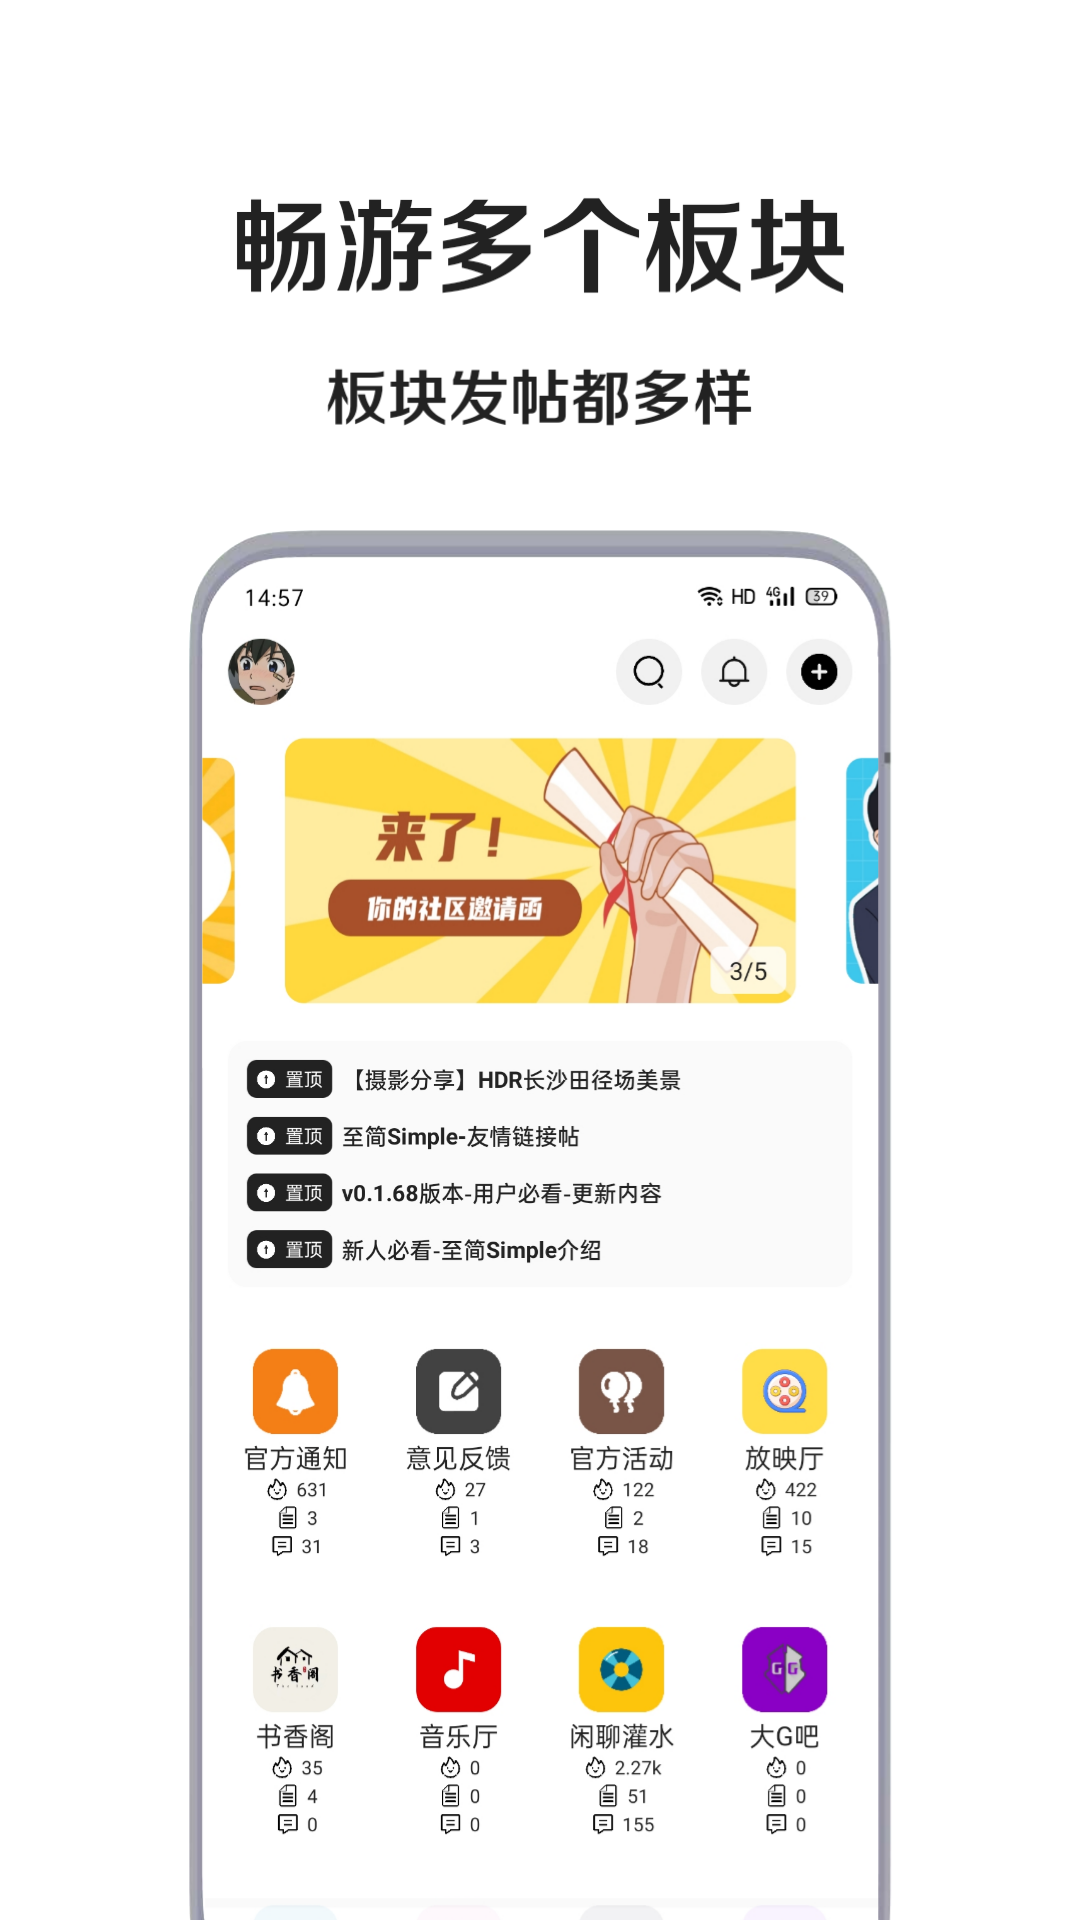 畅游多个板块
板块发帖都多样
14:57 HD 4G 39
来了!
你的社区邀请函
3/5
置顶 【摄影分享】HDR长沙田径场美景
置顶 至简Simple-友情链接帖
置顶 v0.1.68版本-用户必看-更新内容
置顶 新人必看-至简Simple介绍
官方通知 意见反馈 官方活动 放映厅
631 27 122 422
3 1 2 10
31 3 18 15
书香阁 GG
书香阁 音乐厅 闲聊灌水 大G吧
35 0 2.27k 0
4 0 51 0
0 0 155 0